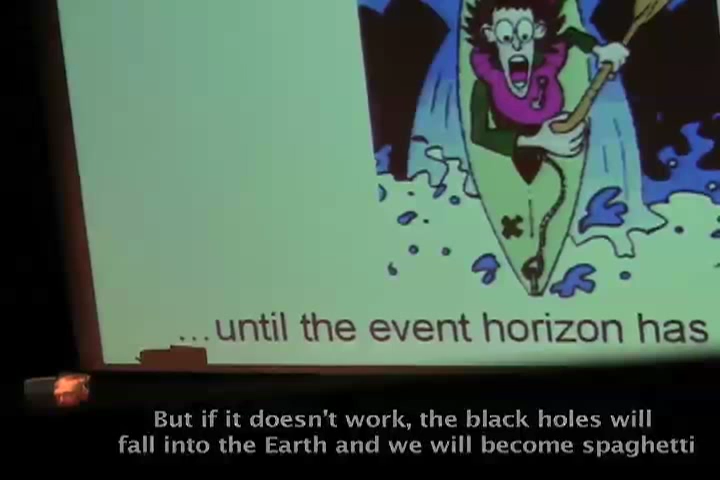 ...until the event horizon has
But if it doesn't work, the black holes will
fall into the Earth and we will become spaghetti